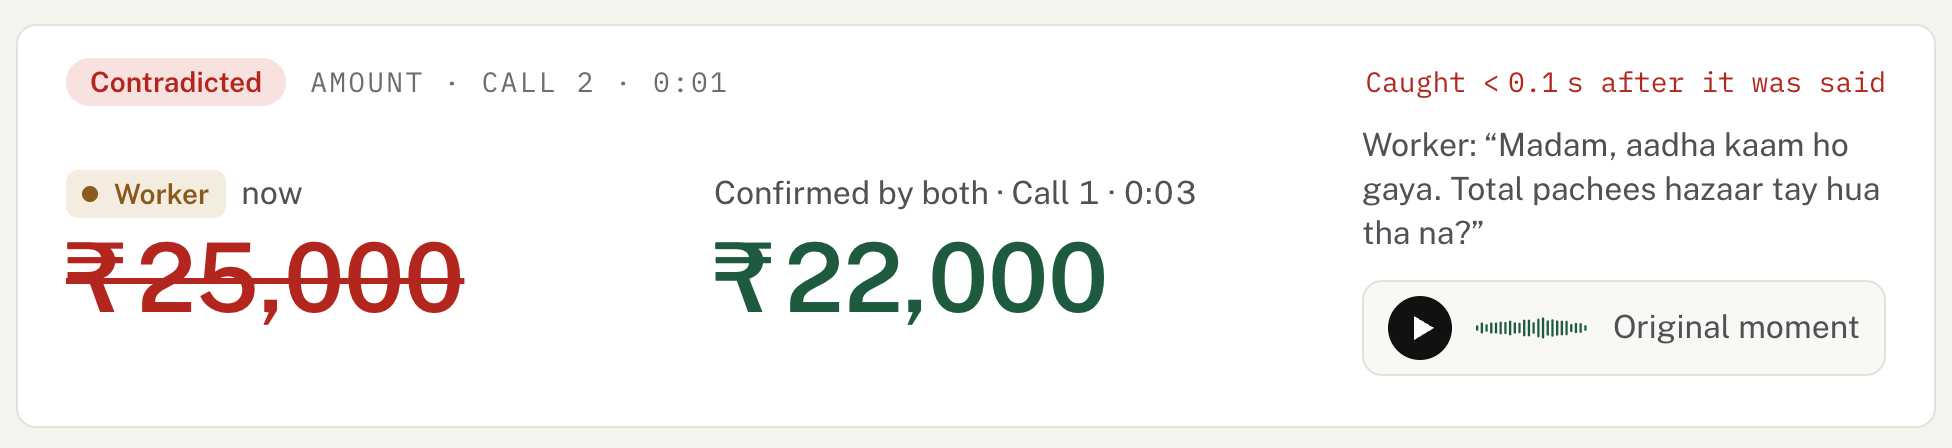 Contradicted AMOUNT · CALL 2 · 0:01
Worker now
₹25,000
Confirmed by both · Call 1 · 0:03
₹22,000
Caught <0.1s after it was said
Worker: “Madam, aadha kaam ho
gaya. Total pachees hazaar tay hua
tha na?”
Original moment